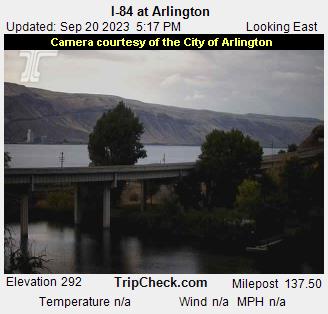 I-84 at Arlington
Updated: Sep 20 2023 5:17 PM Looking East
Camera courtesy of the City of Arlington
Elevation 292 TripCheck.com Milepost 137.50
Temperature n/a Wind n/a MPH n/a